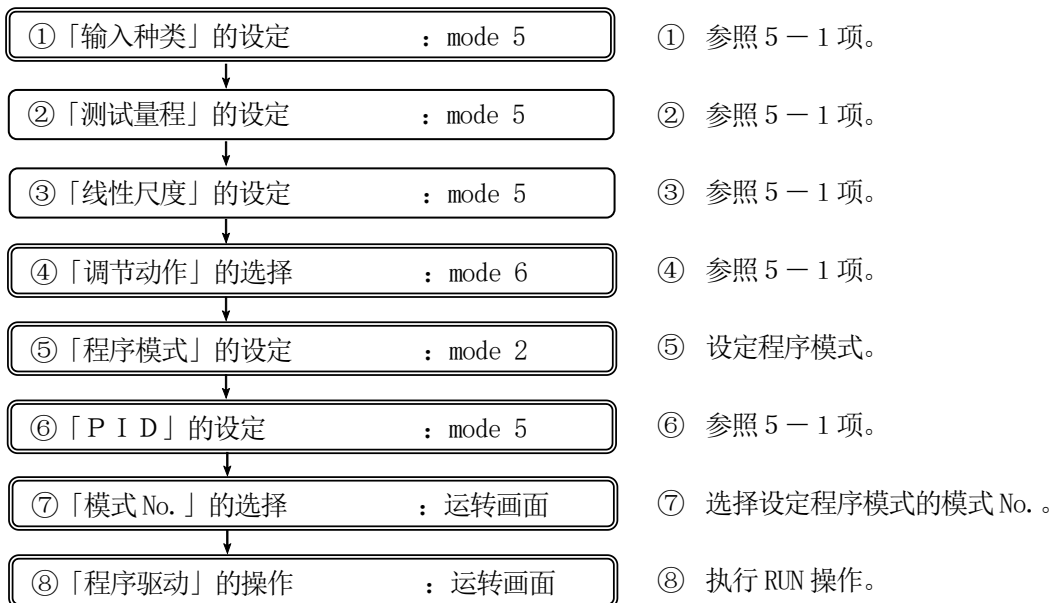 ①「输入种类」的设定 ：mode 5 ① 参照５－１项。
②「测试量程」的设定 ：mode 5 ② 参照５－１项。
③「线性尺度」的设定 ：mode 5 ③ 参照５－１项。
④「调节动作」的选择 ：mode 6 ④ 参照５－１项。
⑤「程序模式」的设定 ：mode 2 ⑤ 设定程序模式。
⑥「ＰＩＤ」的设定 ：mode 5 ⑥ 参照５－１项。
⑦「模式 No.」的选择 ：运转画面 ⑦ 选择设定程序模式的模式 No.。
⑧「程序驱动」的操作 ：运转画面 ⑧ 执行 RUN 操作。